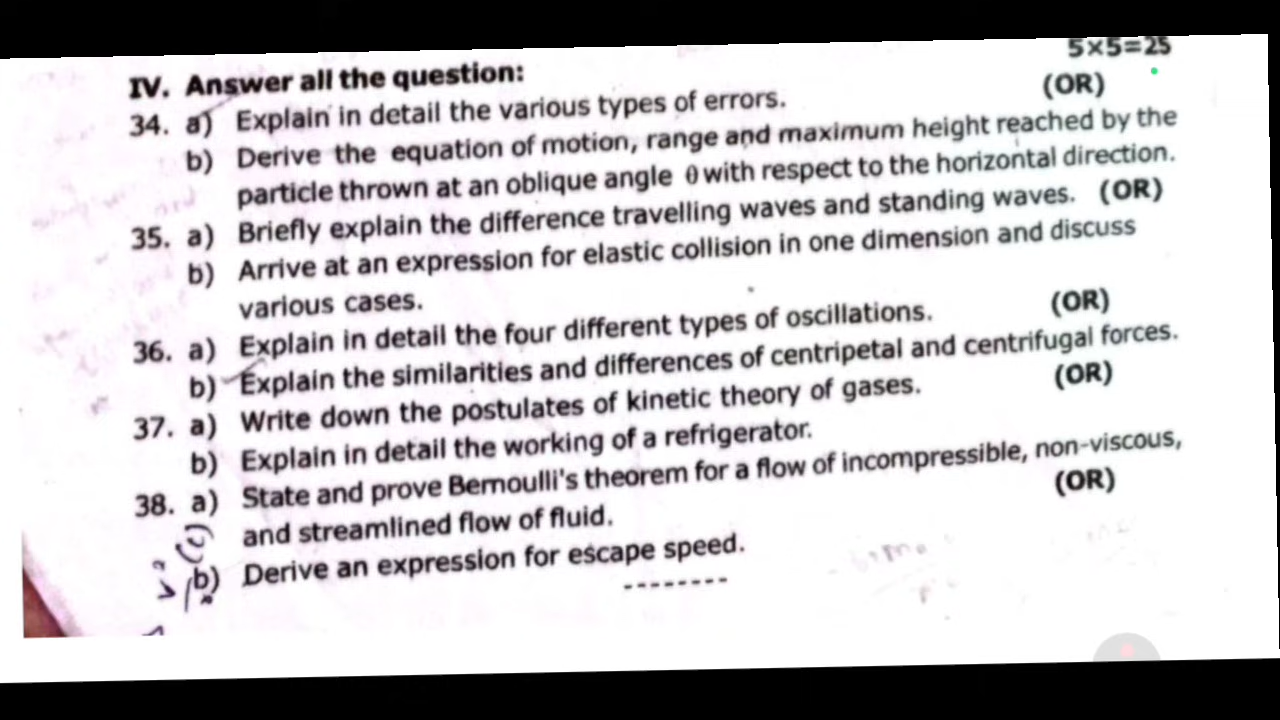 5×5=25
IV. Answer all the question:
34. a) Explain in detail the various types of errors. (OR)
b) Derive the equation of motion, range and maximum height reached by the
particle thrown at an oblique angle θ with respect to the horizontal direction.
35. a) Briefly explain the difference travelling waves and standing waves. (OR)
b) Arrive at an expression for elastic collision in one dimension and discuss
various cases.
36. a) Explain in detail the four different types of oscillations. (OR)
b) Explain the similarities and differences of centripetal and centrifugal forces.
37. a) Write down the postulates of kinetic theory of gases. (OR)
b) Explain in detail the working of a refrigerator.
38. a) State and prove Bernoulli's theorem for a flow of incompressible, non-viscous,
and streamlined flow of fluid. (OR)
b) Derive an expression for escape speed.
--------